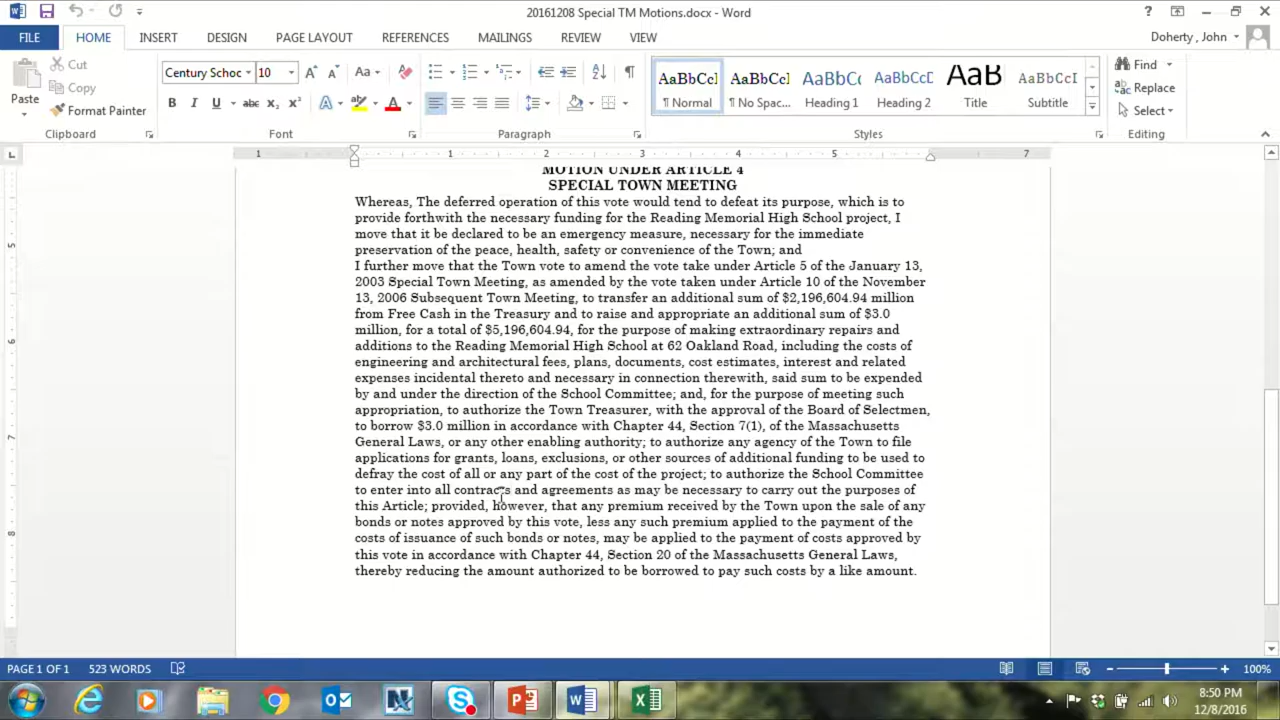 20161208 Special TM Motions.docx - Word
FILE HOME INSERT DESIGN PAGE LAYOUT REFERENCES MAILINGS REVIEW VIEW Doherty , John
Paste
Cut
Copy
Format Painter
Century Schoc 10
Aa
B I U abc x₂ x²
AaBbCcI AaBbCcI AaBbCc AaBbCcD AaB AaBbCcI
¶ Normal ¶ No Spac... Heading 1 Heading 2 Title Subtitle
Find
Replace
Select
Clipboard Font Paragraph Styles Editing
1 1 2 3 4 5 7
MOTION UNDER ARTICLE 4
SPECIAL TOWN MEETING
Whereas, The deferred operation of this vote would tend to defeat its purpose, which is to
provide forthwith the necessary funding for the Reading Memorial High School project, I
move that it be declared to be an emergency measure, necessary for the immediate
preservation of the peace, health, safety or convenience of the Town; and
I further move that the Town vote to amend the vote take under Article 5 of the January 13,
2003 Special Town Meeting, as amended by the vote taken under Article 10 of the November
13, 2006 Subsequent Town Meeting, to transfer an additional sum of $2,196,604.94 million
from Free Cash in the Treasury and to raise and appropriate an additional sum of $3.0
million, for a total of $5,196,604.94, for the purpose of making extraordinary repairs and
additions to the Reading Memorial High School at 62 Oakland Road, including the costs of
engineering and architectural fees, plans, documents, cost estimates, interest and related
expenses incidental thereto and necessary in connection therewith, said sum to be expended
by and under the direction of the School Committee; and, for the purpose of meeting such
appropriation, to authorize the Town Treasurer, with the approval of the Board of Selectmen,
to borrow $3.0 million in accordance with Chapter 44, Section 7(1), of the Massachusetts
General Laws, or any other enabling authority; to authorize any agency of the Town to file
applications for grants, loans, exclusions, or other sources of additional funding to be used to
defray the cost of all or any part of the cost of the project; to authorize the School Committee
to enter into all contracts and agreements as may be necessary to carry out the purposes of
this Article; provided, however, that any premium received by the Town upon the sale of any
bonds or notes approved by this vote, less any such premium applied to the payment of the
costs of issuance of such bonds or notes, may be applied to the payment of costs approved by
this vote in accordance with Chapter 44, Section 20 of the Massachusetts General Laws,
thereby reducing the amount authorized to be borrowed to pay such costs by a like amount.
5
6
7
8
PAGE 1 OF 1 523 WORDS 100%
8:50 PM
12/8/2016